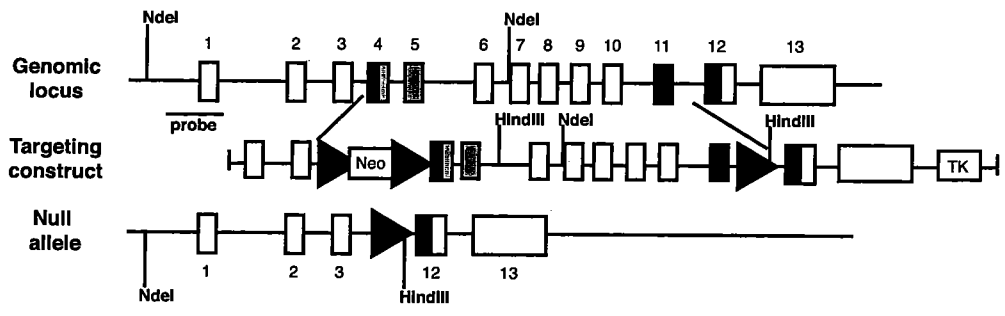 NdeI
NdeI
1 2 3 4 5 6 7 8 9 10 11 12 13
Genomic
locus
probe
HindIII NdeI HindIII
Targeting
construct
Neo
TK
Null
allele
1 2 3 12 13
NdeI
HindIII